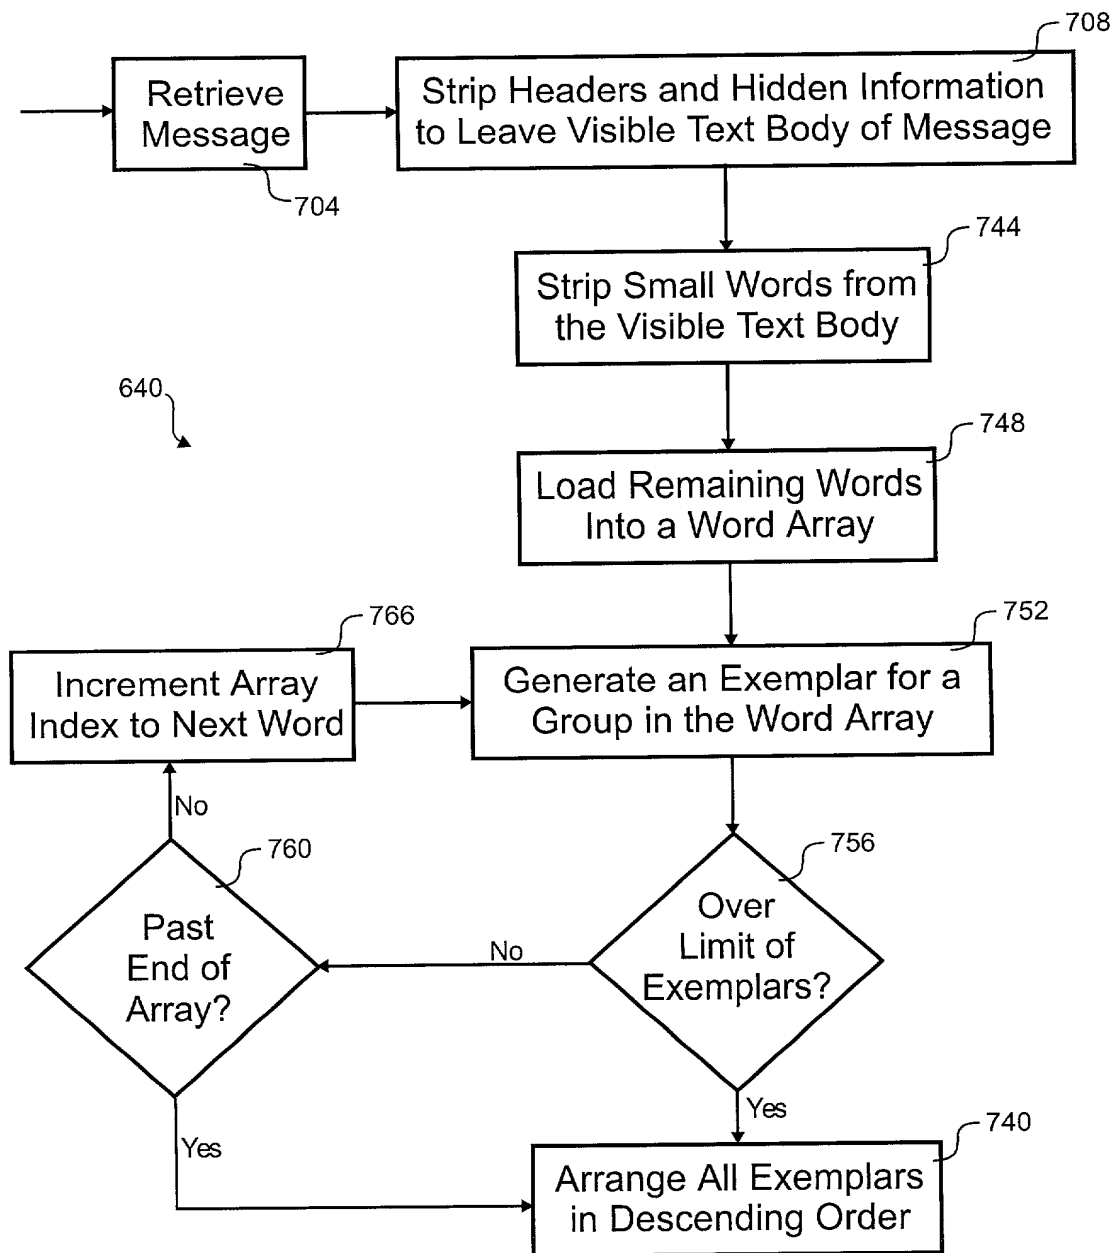 708
Retrieve
Message
704
Strip Headers and Hidden Information
to Leave Visible Text Body of Message
744
Strip Small Words from
the Visible Text Body
640
748
Load Remaining Words
Into a Word Array
766
Increment Array
Index to Next Word
752
Generate an Exemplar for a
Group in the Word Array
No
760
Past
End of
Array?
No
756
Over
Limit of
Exemplars?
Yes
Yes
740
Arrange All Exemplars
in Descending Order